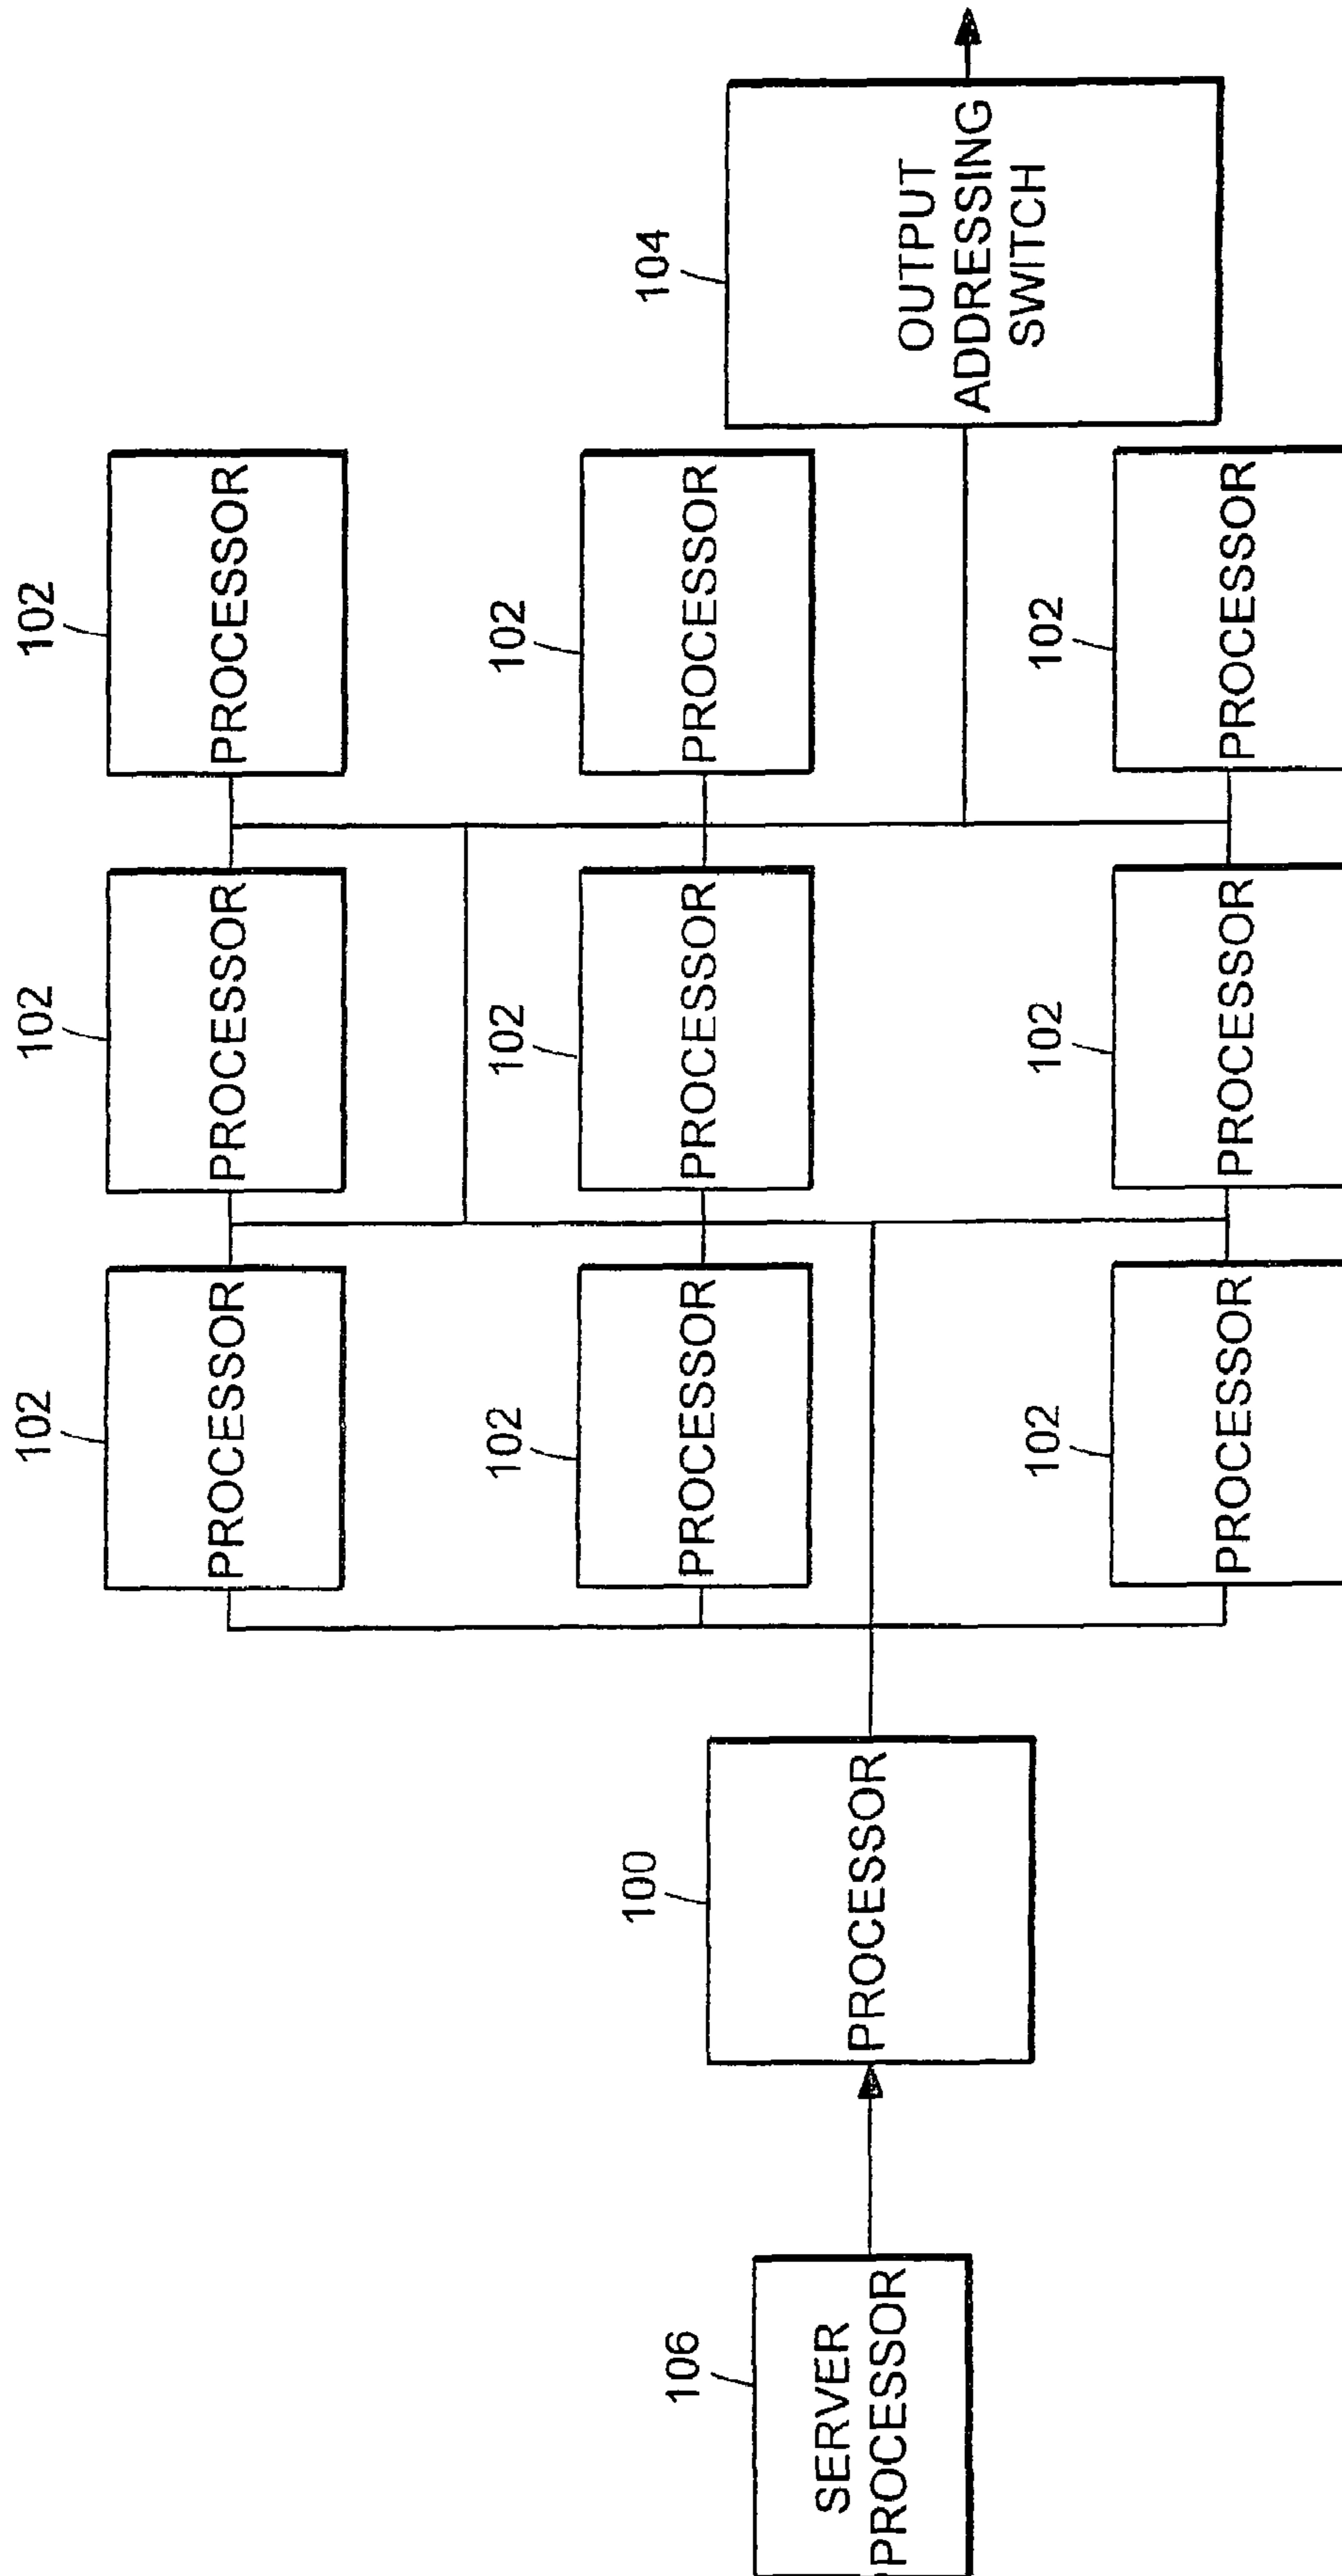 102
PROCESSOR
102
PROCESSOR
102
PROCESSOR
102
PROCESSOR
102
PROCESSOR
102
PROCESSOR
106
SERVER
PROCESSOR
100
PROCESSOR
104
OUTPUT
ADDRESSING
SWITCH
102
PROCESSOR
102
PROCESSOR
102
PROCESSOR